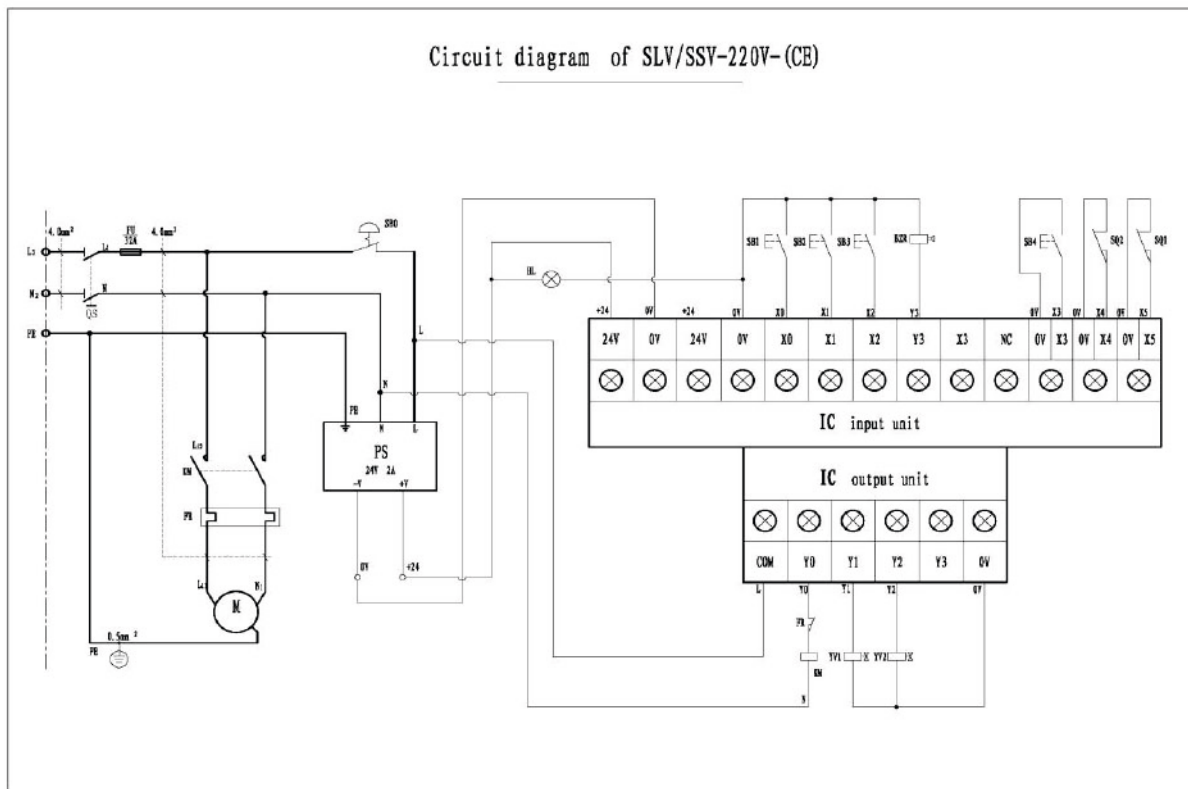 Circuit diagram of SLV/SSV-220V-(CE)
4.0mm²
FU
32A
4.0mm²
SB0
L
N
QS
PE
HL
SB1
SB2
SB3
BZR
SB4
SQ2
SQ1
+24 0V +24 0V X0 X1 X2 Y3 0V X3 0V X4 0V X5
24V 0V 24V 0V X0 X1 X2 Y3 X3 NC 0V X3 0V X4 0V X5
IC input unit
L
N
PE
N L
PS
24V 2A
-V +V
KM
FR
0V +24
IC output unit
COM Y0 Y1 Y2 Y3 0V
L Y0 Y1 Y2 0V
M
N₁
0.5mm²
PE
FR
KM
YV1
YV2
N